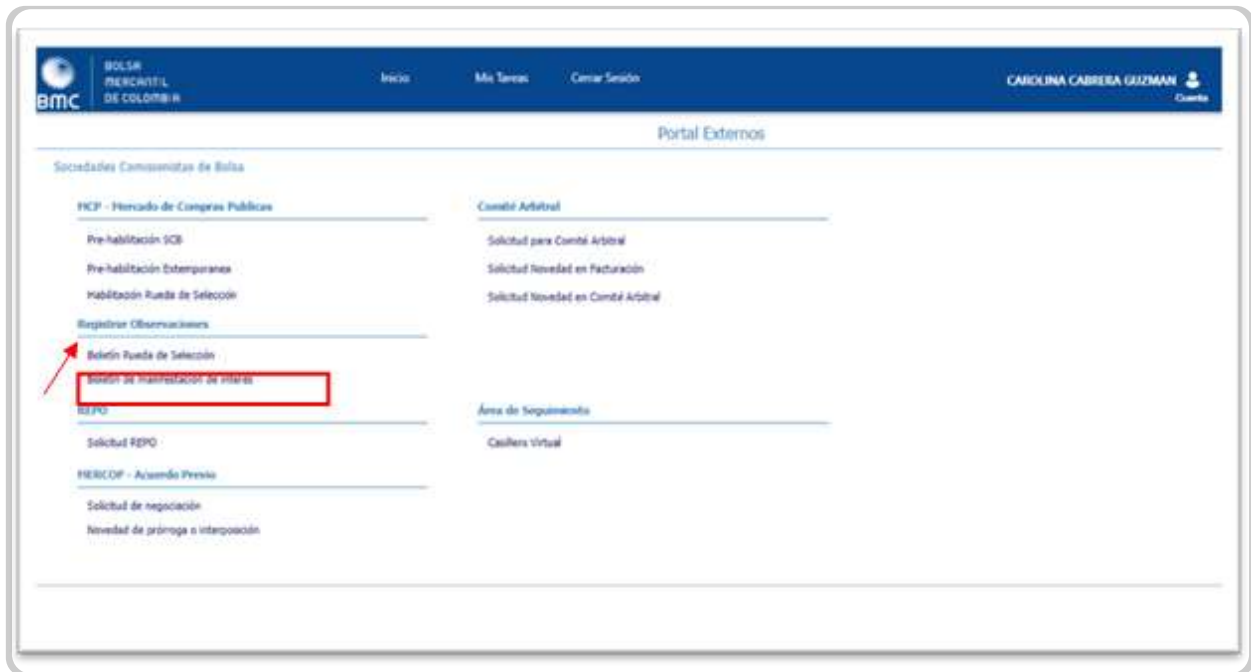 BOLSA
MERCANTIL
DE COLOMBIA
BMC
Inicio
Mis Tareas
Cerrar Sesión
CAROLINA CABRERA GUZMAN
Cuenta
Portal Externos
Sociedades Comisionistas de Bolsa
MCP - Mercado de Compras Publicas
Pre-habilitación SCB
Pre-habilitación Extemporanea
Habilitación Rueda de Selección
Comité Arbitral
Solicitud para Comité Arbitral
Solicitud Novedad en Facturación
Solicitud Novedad en Comité Arbitral
Registrar Observaciones
Boletín Rueda de Selección
Boletín de manifestación de interés
REPO
Solicitud REPO
Área de Seguimiento
Casillero Virtual
MERCOP - Acuerdo Previo
Solicitud de negociación
Novedad de prórroga o interposición